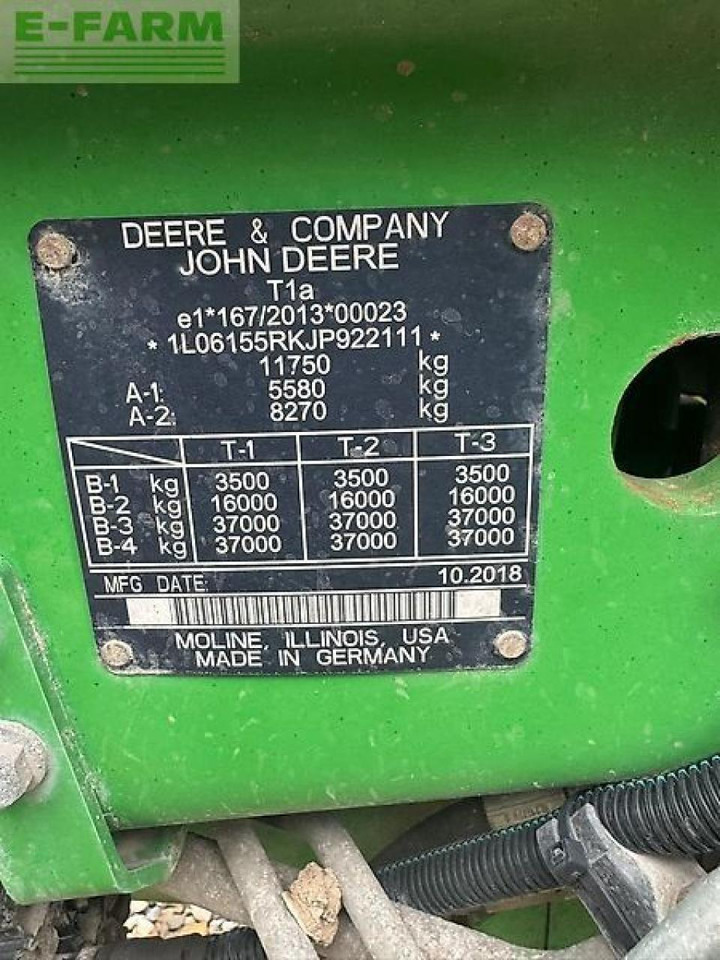 E-FARM
DEERE & COMPANY
JOHN DEERE
T1a
e1*167/2013*00023
*1L06155RKJP922111*
11750 kg
A-1: 5580 kg
A-2: 8270 kg
T-1 T-2 T-3
B-1 kg 3500 3500 3500
B-2 kg 16000 16000 16000
B-3 kg 37000 37000 37000
B-4 kg 37000 37000 37000
MFG DATE: 10.2018
MOLINE, ILLINOIS, USA
MADE IN GERMANY